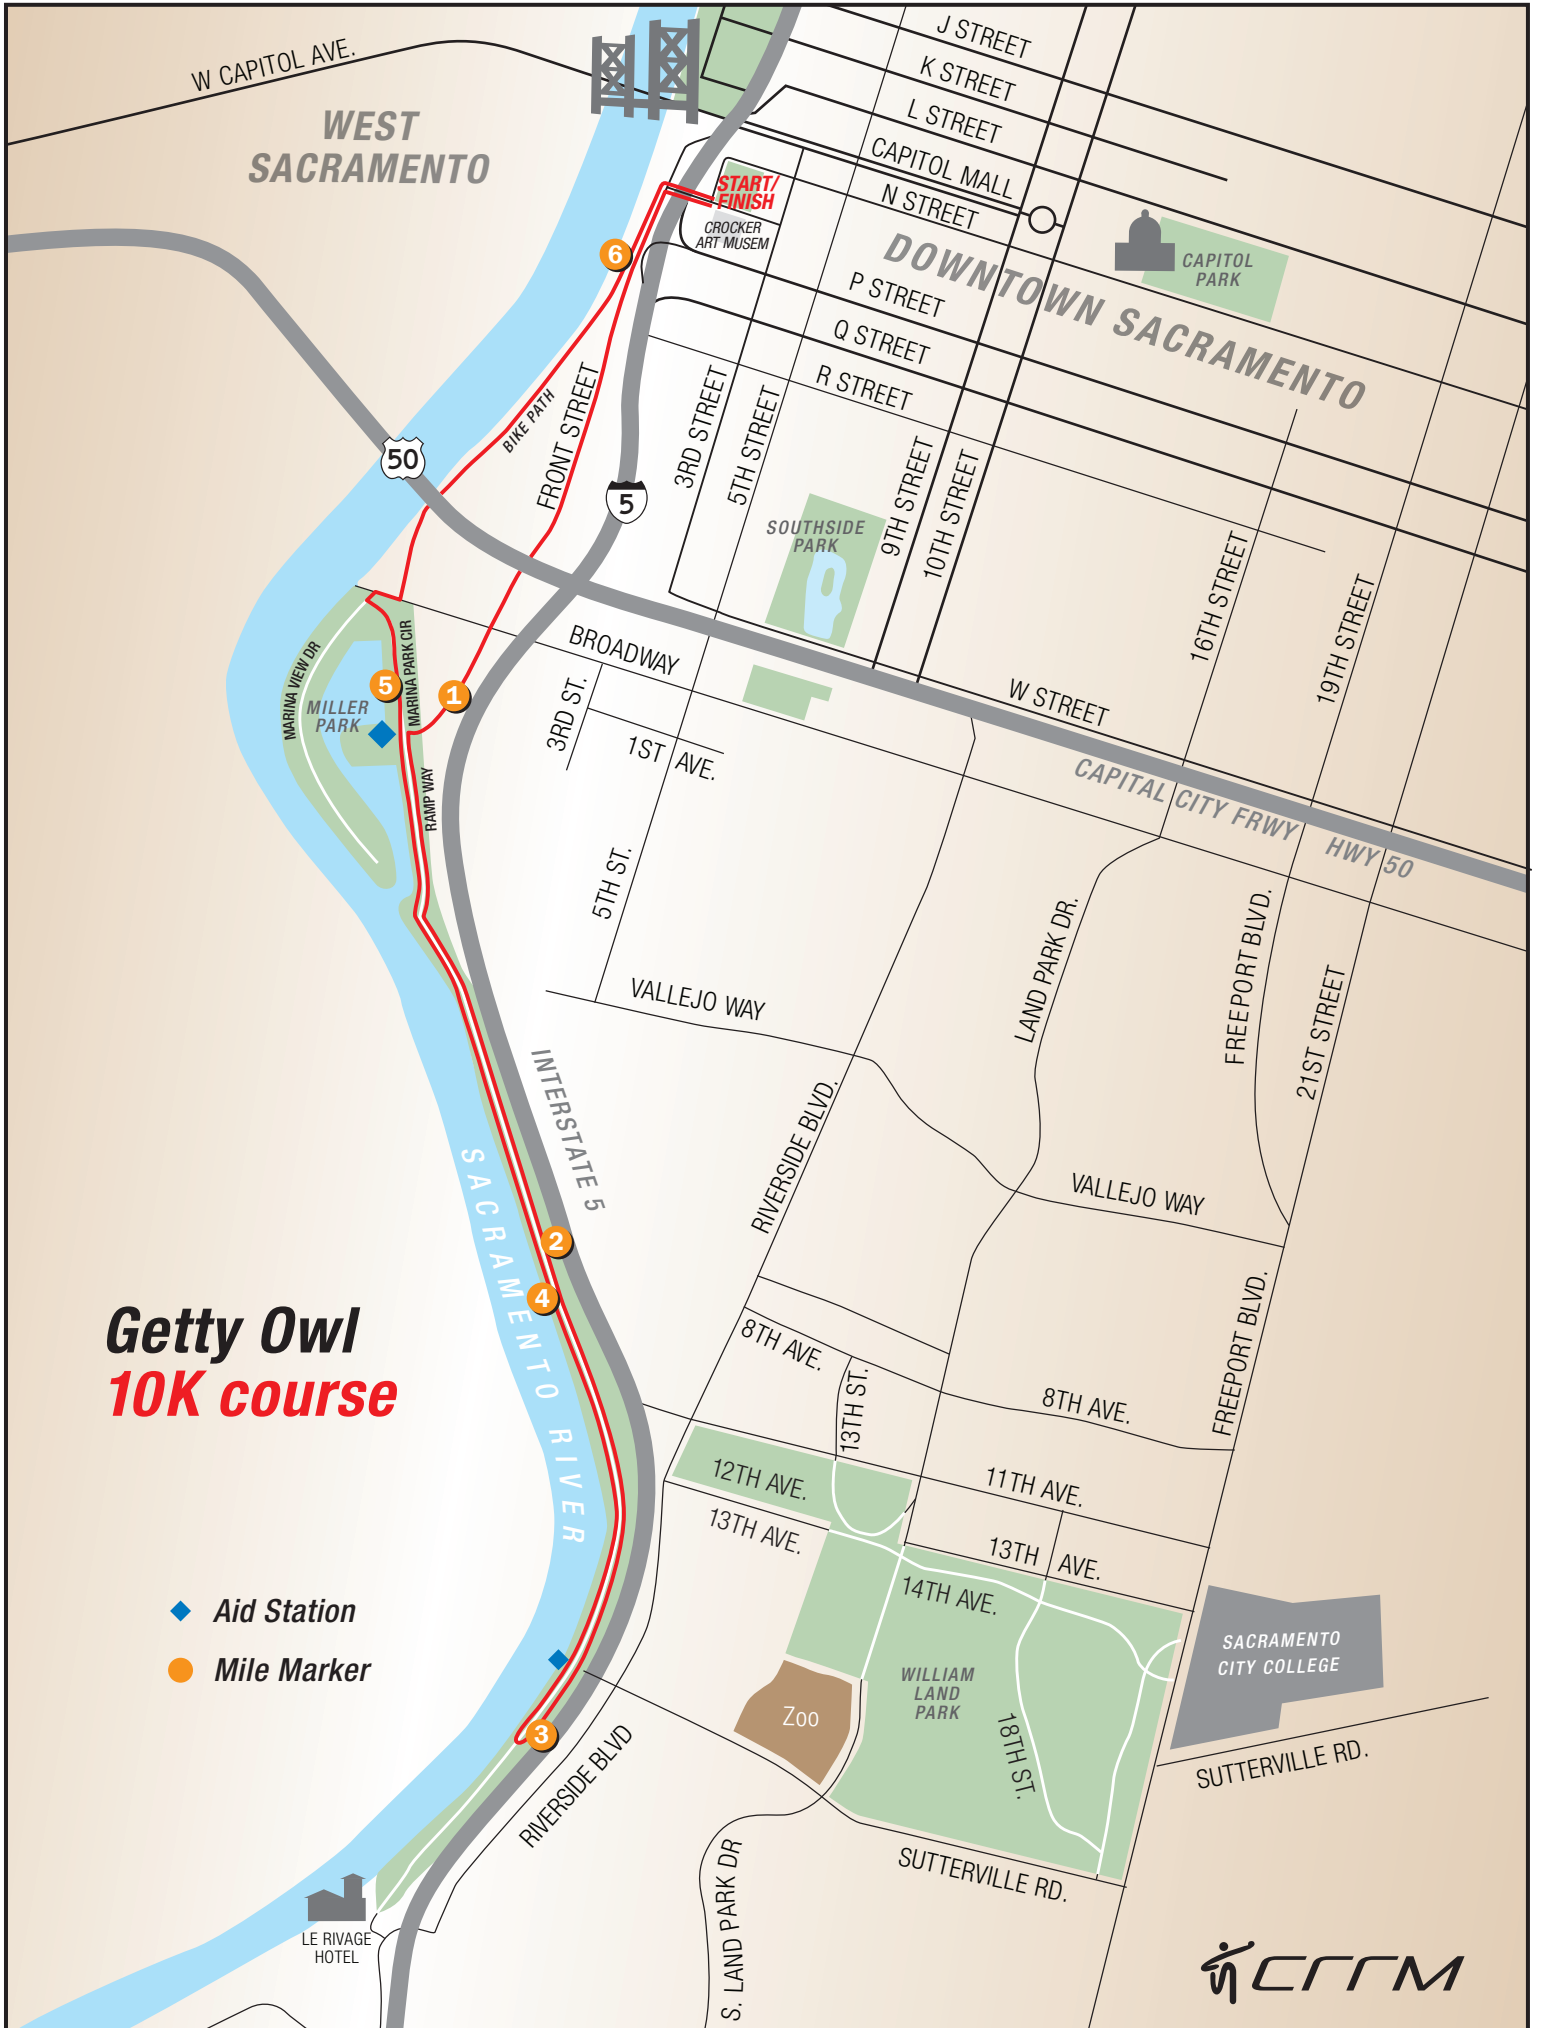 J STREET
K STREET
L STREET
CAPITOL MALL
N STREET
W CAPITOL AVE.
WEST
SACRAMENTO
START/
FINISH
CROCKER
ART MUSEM
6
DOWNTOWN SACRAMENTO
CAPITOL
PARK
P STREET
Q STREET
R STREET
BIKE PATH
FRONT STREET
3RD STREET
5TH STREET
50
5
SOUTHSIDE
PARK
9TH STREET
10TH STREET
16TH STREET
19TH STREET
BROADWAY
W STREET
CAPITAL CITY FRWY
HWY 50
MARINA VIEW DR
MILLER
PARK
5
MARINA PARK CIR
1
RAMP WAY
3RD ST.
1ST AVE.
5TH ST.
VALLEJO WAY
LAND PARK DR.
FREEPORT BLVD.
21ST STREET
INTERSTATE 5
RIVERSIDE BLVD.
VALLEJO WAY
SACRAMENTO RIVER
2
4
Getty Owl
10K course
8TH AVE.
13TH ST.
8TH AVE.
FREEPORT BLVD.
12TH AVE.
11TH AVE.
13TH AVE.
13TH AVE.
14TH AVE.
Aid Station
Mile Marker
SACRAMENTO
CITY COLLEGE
WILLIAM
LAND
PARK
Zoo
18TH ST.
3
RIVERSIDE BLVD
SUTTERVILLE RD.
SUTTERVILLE RD.
S. LAND PARK DR
LE RIVAGE
HOTEL